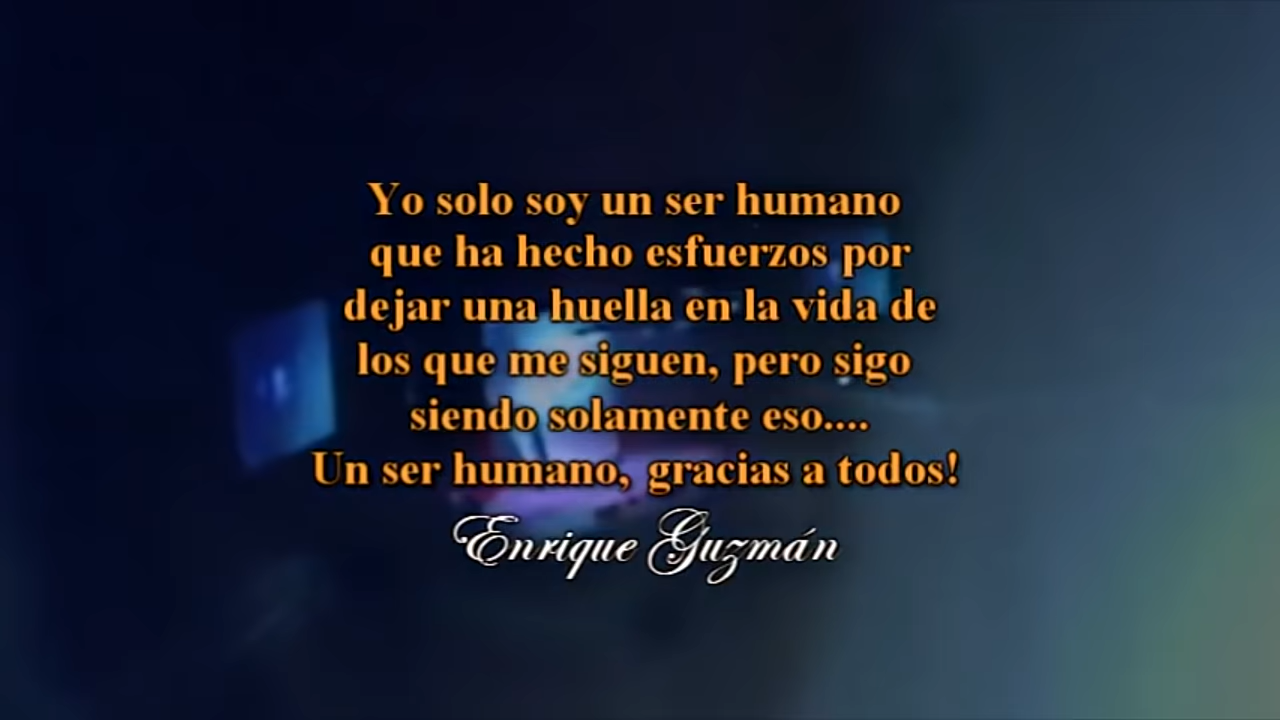 Yo solo soy un ser humano
que ha hecho esfuerzos por
dejar una huella en la vida de
los que me siguen, pero sigo
siendo solamente eso....
Un ser humano, gracias a todos!
Enrique Guzmán